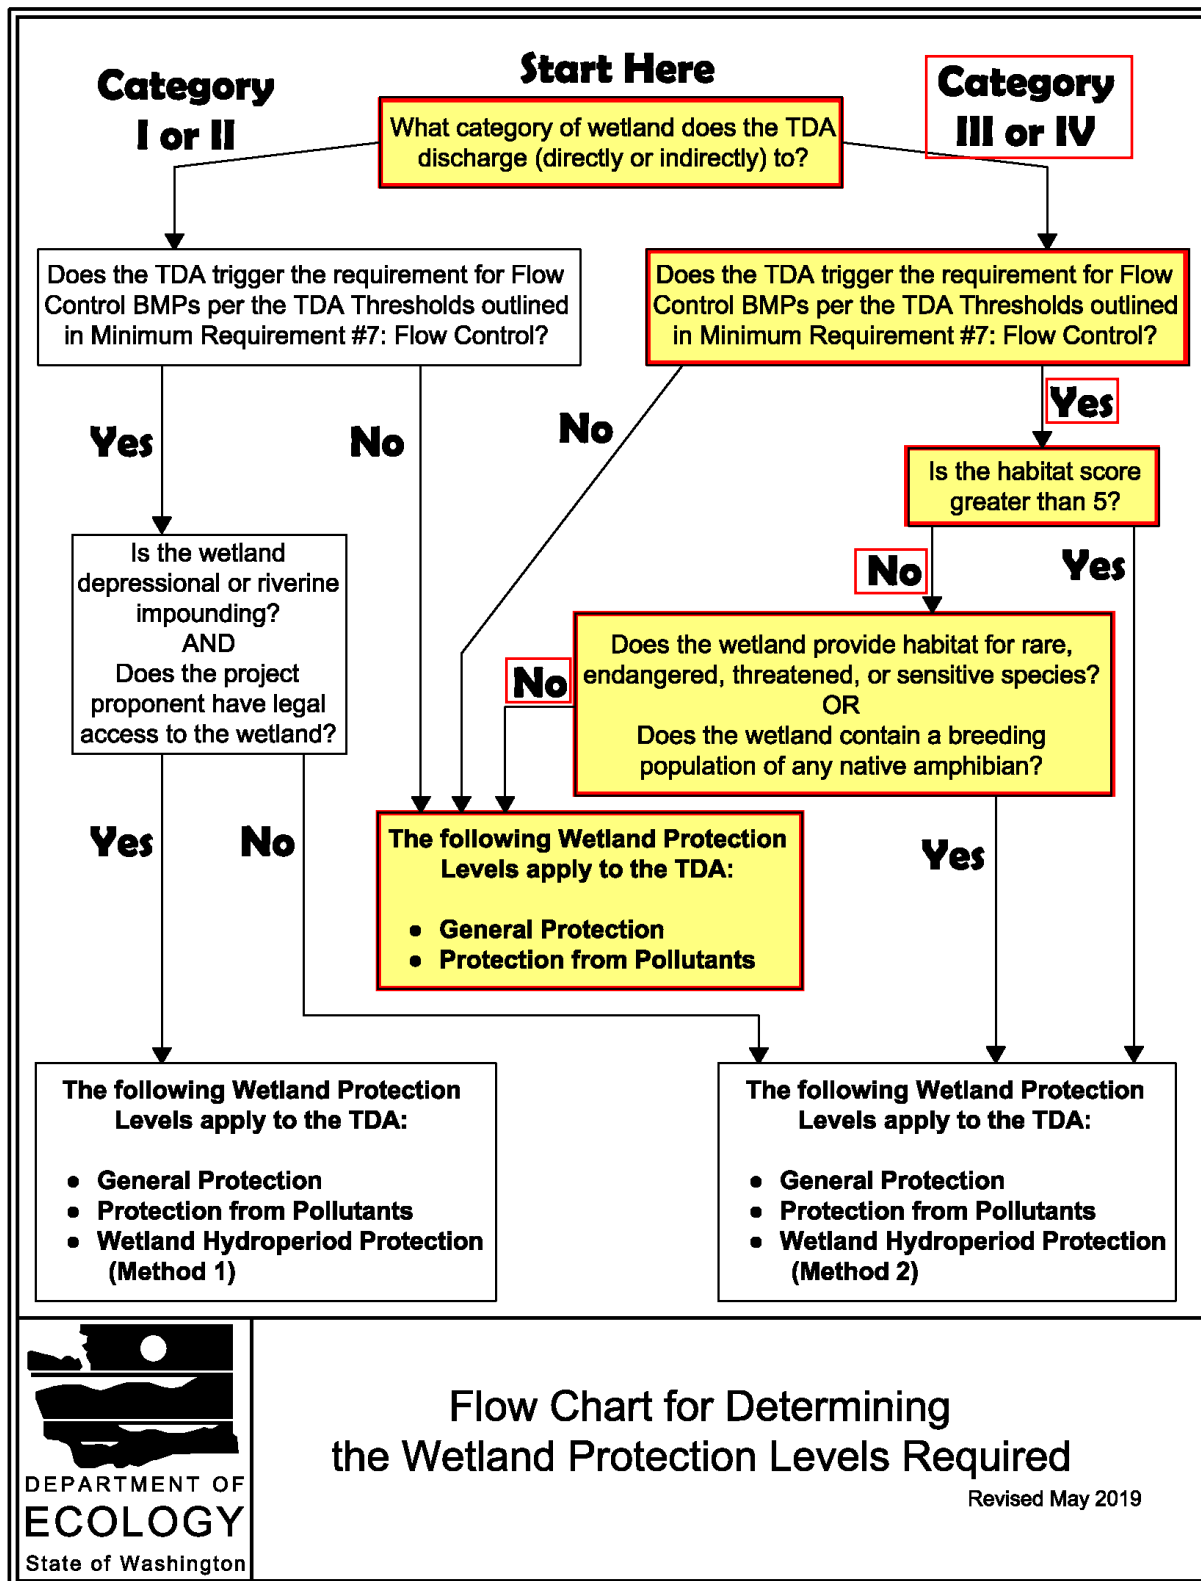 Start Here
Category
I or II
Category
III or IV
What category of wetland does the TDA
discharge (directly or indirectly) to?
Does the TDA trigger the requirement for Flow
Control BMPs per the TDA Thresholds outlined
in Minimum Requirement #7: Flow Control?
Does the TDA trigger the requirement for Flow
Control BMPs per the TDA Thresholds outlined
in Minimum Requirement #7: Flow Control?
Yes
No
No
Yes
Is the habitat score
greater than 5?
Is the wetland
depressional or riverine
impounding?
AND
Does the project
proponent have legal
access to the wetland?
No
Yes
Does the wetland provide habitat for rare,
endangered, threatened, or sensitive species?
OR
Does the wetland contain a breeding
population of any native amphibian?
No
Yes
No
Yes
The following Wetland Protection
Levels apply to the TDA:
● General Protection
● Protection from Pollutants
The following Wetland Protection
Levels apply to the TDA:
● General Protection
● Protection from Pollutants
● Wetland Hydroperiod Protection
(Method 1)
The following Wetland Protection
Levels apply to the TDA:
● General Protection
● Protection from Pollutants
● Wetland Hydroperiod Protection
(Method 2)
DEPARTMENT OF
ECOLOGY
State of Washington
Flow Chart for Determining
the Wetland Protection Levels Required
Revised May 2019